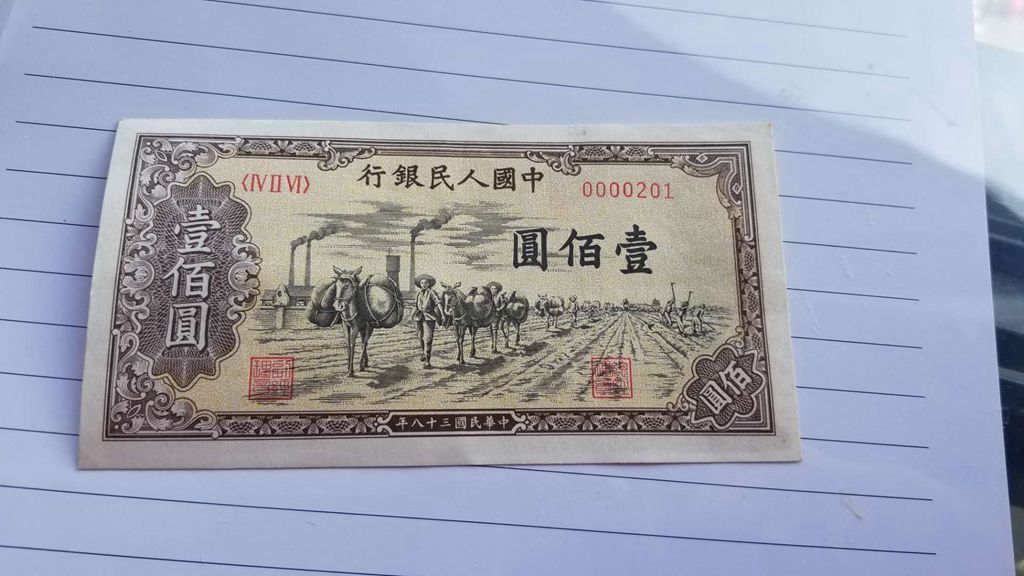 〈ⅣⅡⅥ〉
行銀民人國中
0000201
圓佰壹
壹佰圓
佰圓
年八十三國民華中